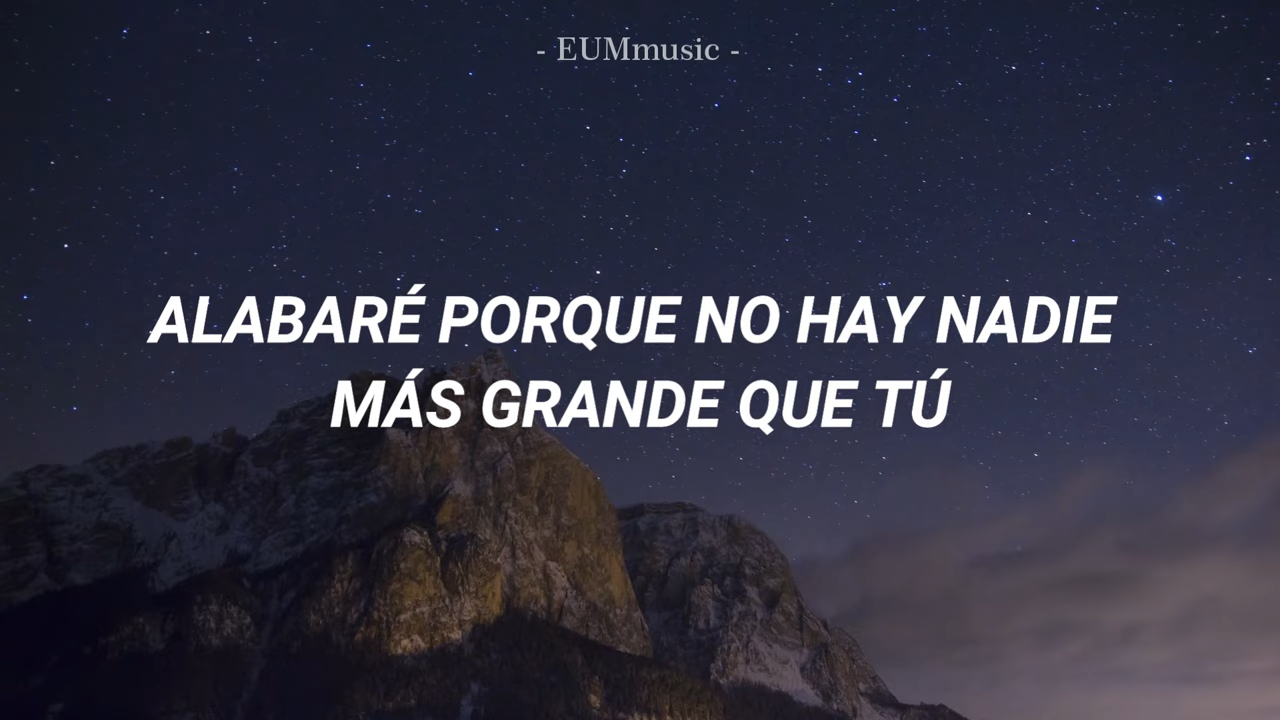 - EUMmusic -
ALABARÉ PORQUE NO HAY NADIE
MÁS GRANDE QUE TÚ